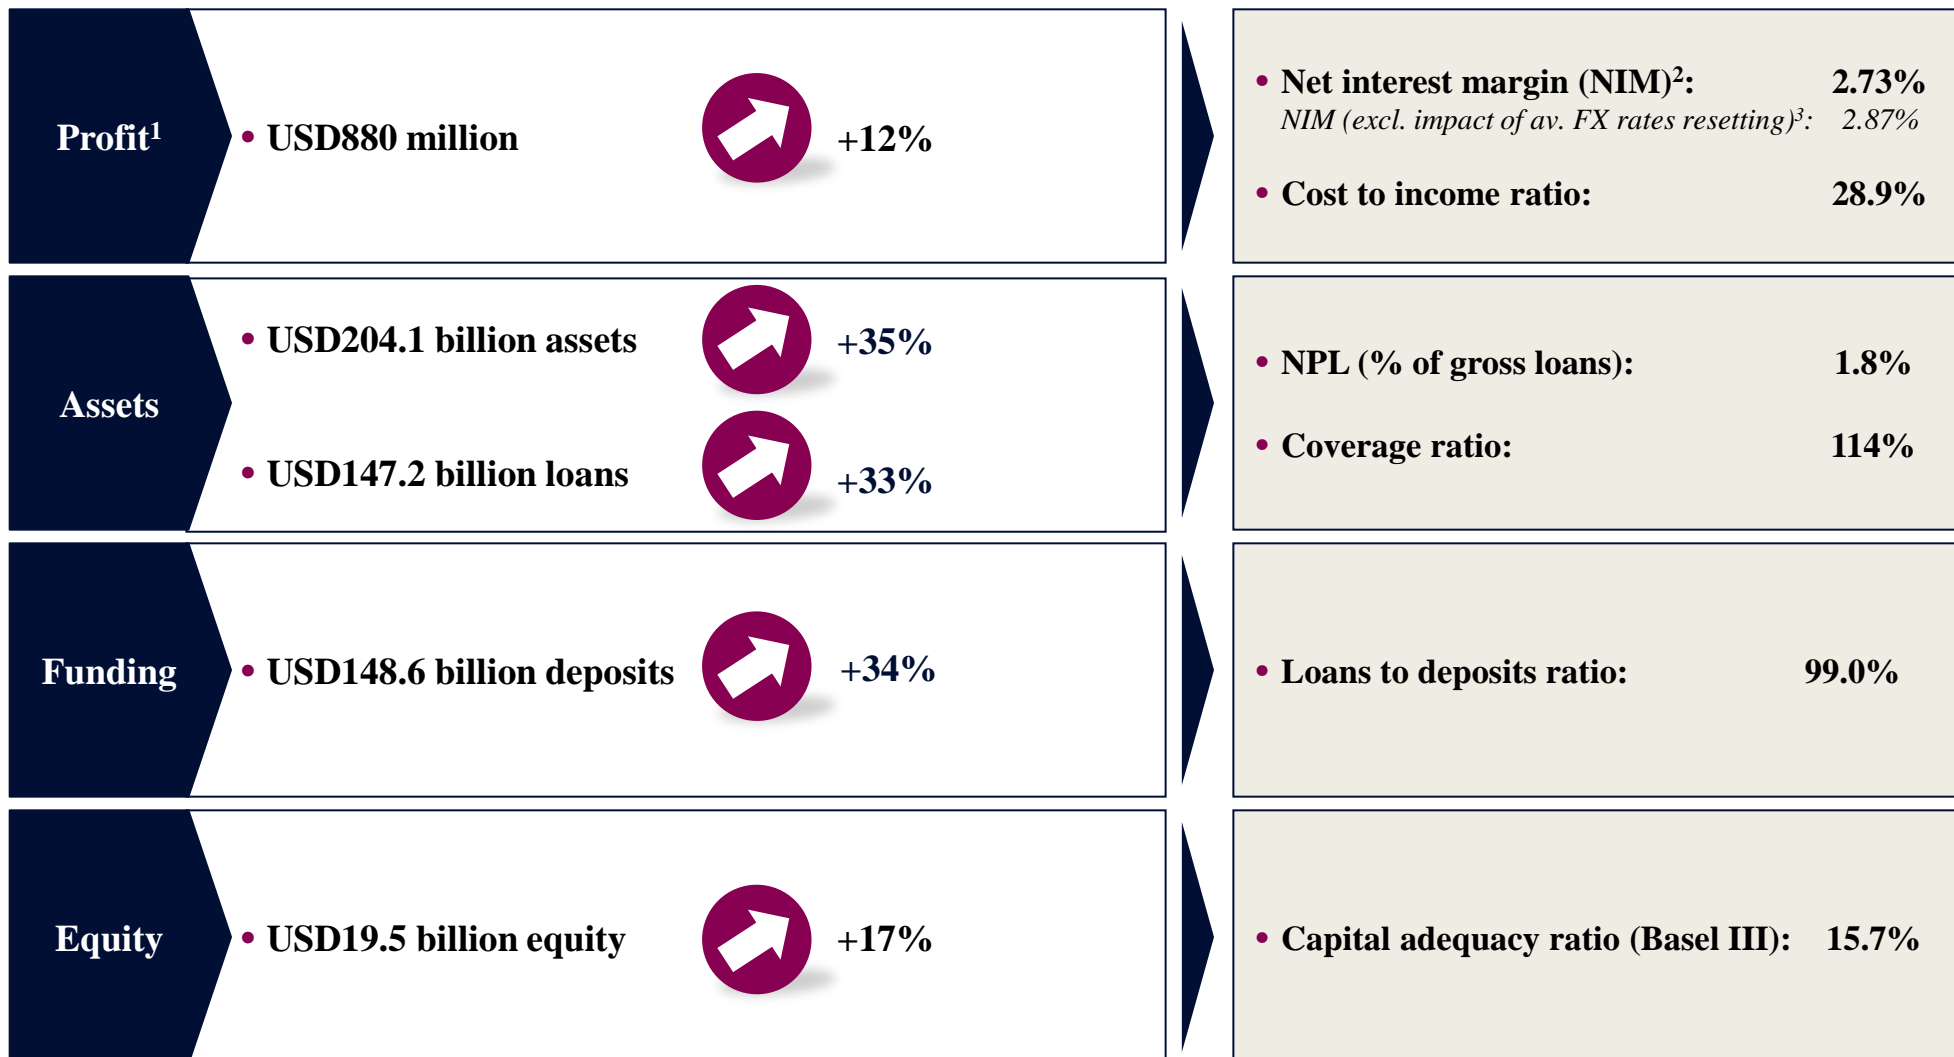 Profit¹
• USD880 million
+12%
• Net interest margin (NIM)²: 2.73%
NIM (excl. impact of av. FX rates resetting)³: 2.87%
• Cost to income ratio: 28.9%
Assets
• USD204.1 billion assets
+35%
• USD147.2 billion loans
+33%
• NPL (% of gross loans): 1.8%
• Coverage ratio: 114%
Funding
• USD148.6 billion deposits
+34%
• Loans to deposits ratio: 99.0%
Equity
• USD19.5 billion equity
+17%
• Capital adequacy ratio (Basel III): 15.7%